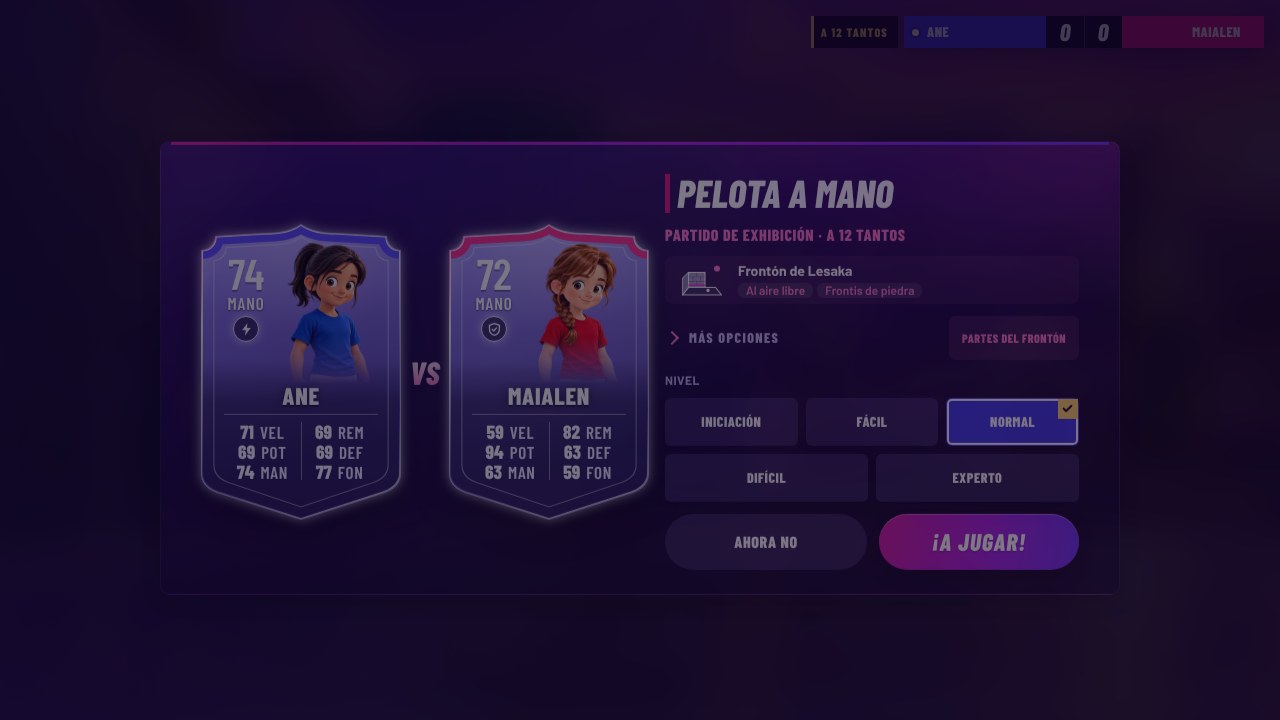 A 12 TANTOS
ANE
0
0
MAIALEN
74
MANO
ANE
71 VEL
69 REM
69 POT
69 DEF
74 MAN
77 FON
VS
72
MANO
MAIALEN
59 VEL
82 REM
94 POT
63 DEF
63 MAN
59 FON
PELOTA A MANO
PARTIDO DE EXHIBICIÓN · A 12 TANTOS
Frontón de Lesaka
Al aire libre
Frontis de piedra
MÁS OPCIONES
PARTES DEL FRONTÓN
NIVEL
INICIACIÓN
FÁCIL
NORMAL
DIFÍCIL
EXPERTO
AHORA NO
¡A JUGAR!